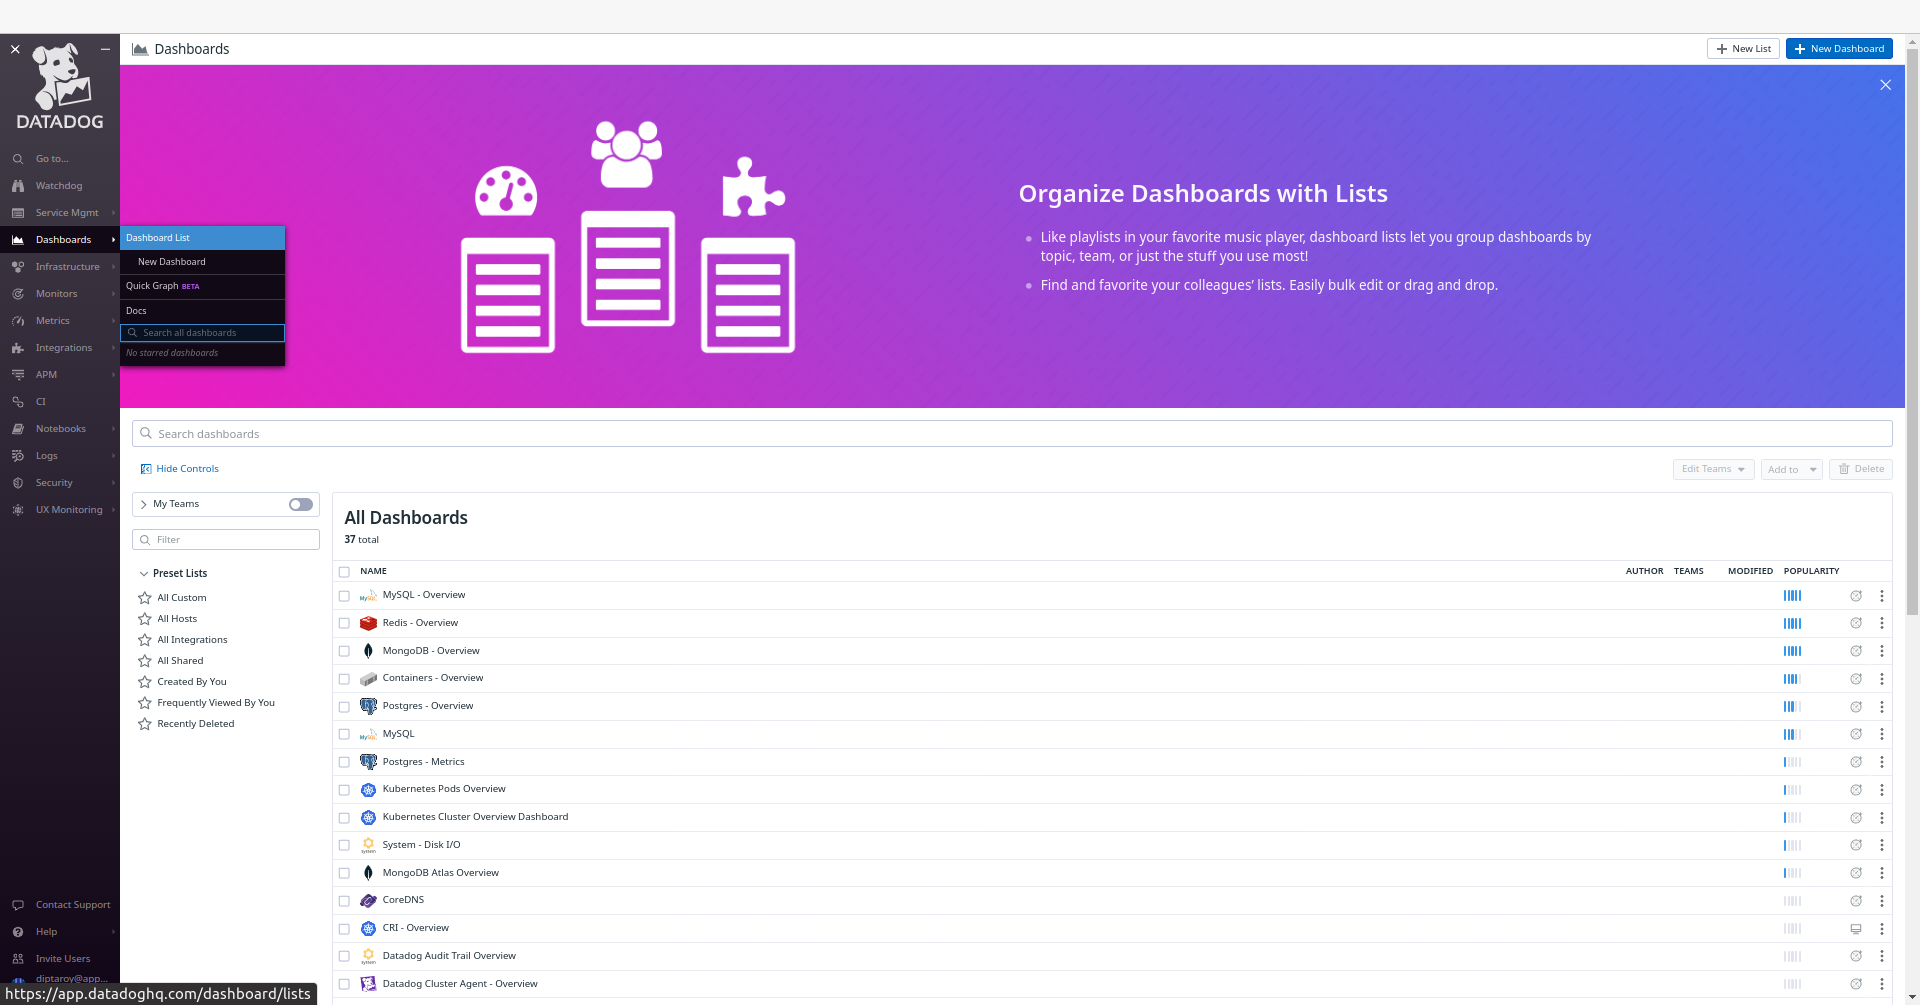 DATADOG
Go to...
Watchdog
Service Mgmt
Dashboards
Infrastructure
Monitors
Metrics
Integrations
APM
CI
Notebooks
Logs
Security
UX Monitoring
Contact Support
Help
Invite Users
diptaroy@app...
https://app.datadoghq.com/dashboard/lists
Dashboard List
New Dashboard
Quick Graph BETA
Docs
Search all dashboards
No starred dashboards
Dashboards
New List
New Dashboard
Organize Dashboards with Lists
Like playlists in your favorite music player, dashboard lists let you group dashboards by
topic, team, or just the stuff you use most!
Find and favorite your colleagues’ lists. Easily bulk edit or drag and drop.
Search dashboards
Hide Controls
Edit Teams
Add to
Delete
My Teams
Filter
Preset Lists
All Custom
All Hosts
All Integrations
All Shared
Created By You
Frequently Viewed By You
Recently Deleted
All Dashboards
37 total
NAME AUTHOR TEAMS MODIFIED POPULARITY
MySQL - Overview
Redis - Overview
MongoDB - Overview
Containers - Overview
Postgres - Overview
MySQL
Postgres - Metrics
Kubernetes Pods Overview
Kubernetes Cluster Overview Dashboard
System - Disk I/O
MongoDB Atlas Overview
CoreDNS
CRI - Overview
Datadog Audit Trail Overview
Datadog Cluster Agent - Overview